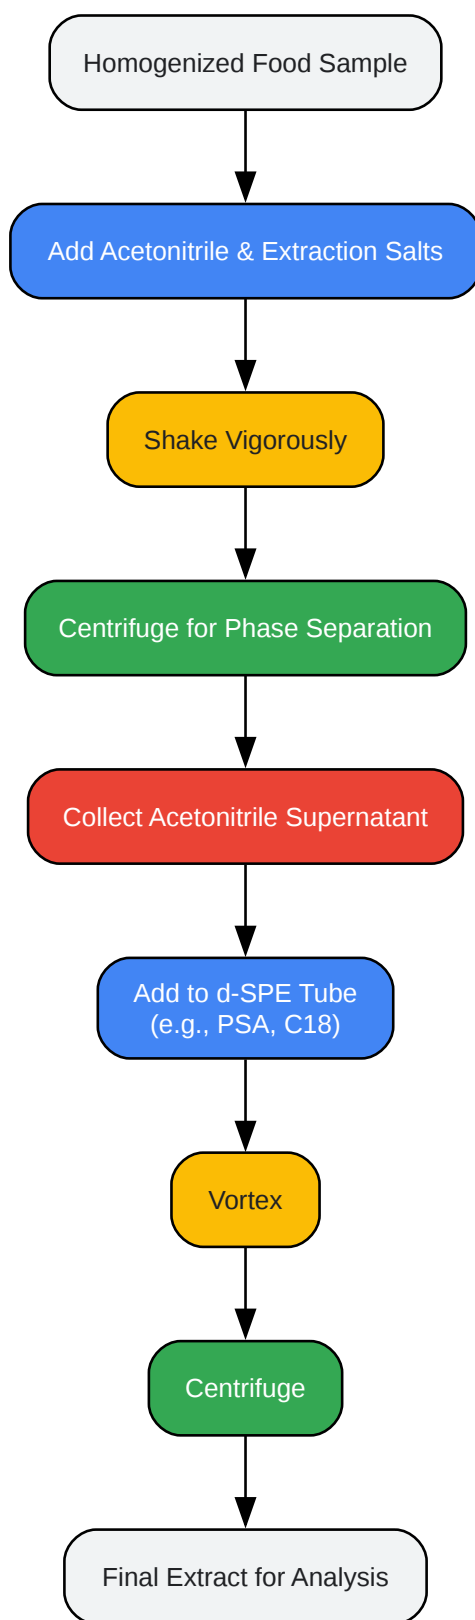 Homogenized Food Sample
Add Acetonitrile & Extraction Salts
Shake Vigorously
Centrifuge for Phase Separation
Collect Acetonitrile Supernatant
Add to d-SPE Tube
(e.g., PSA, C18)
Vortex
Centrifuge
Final Extract for Analysis